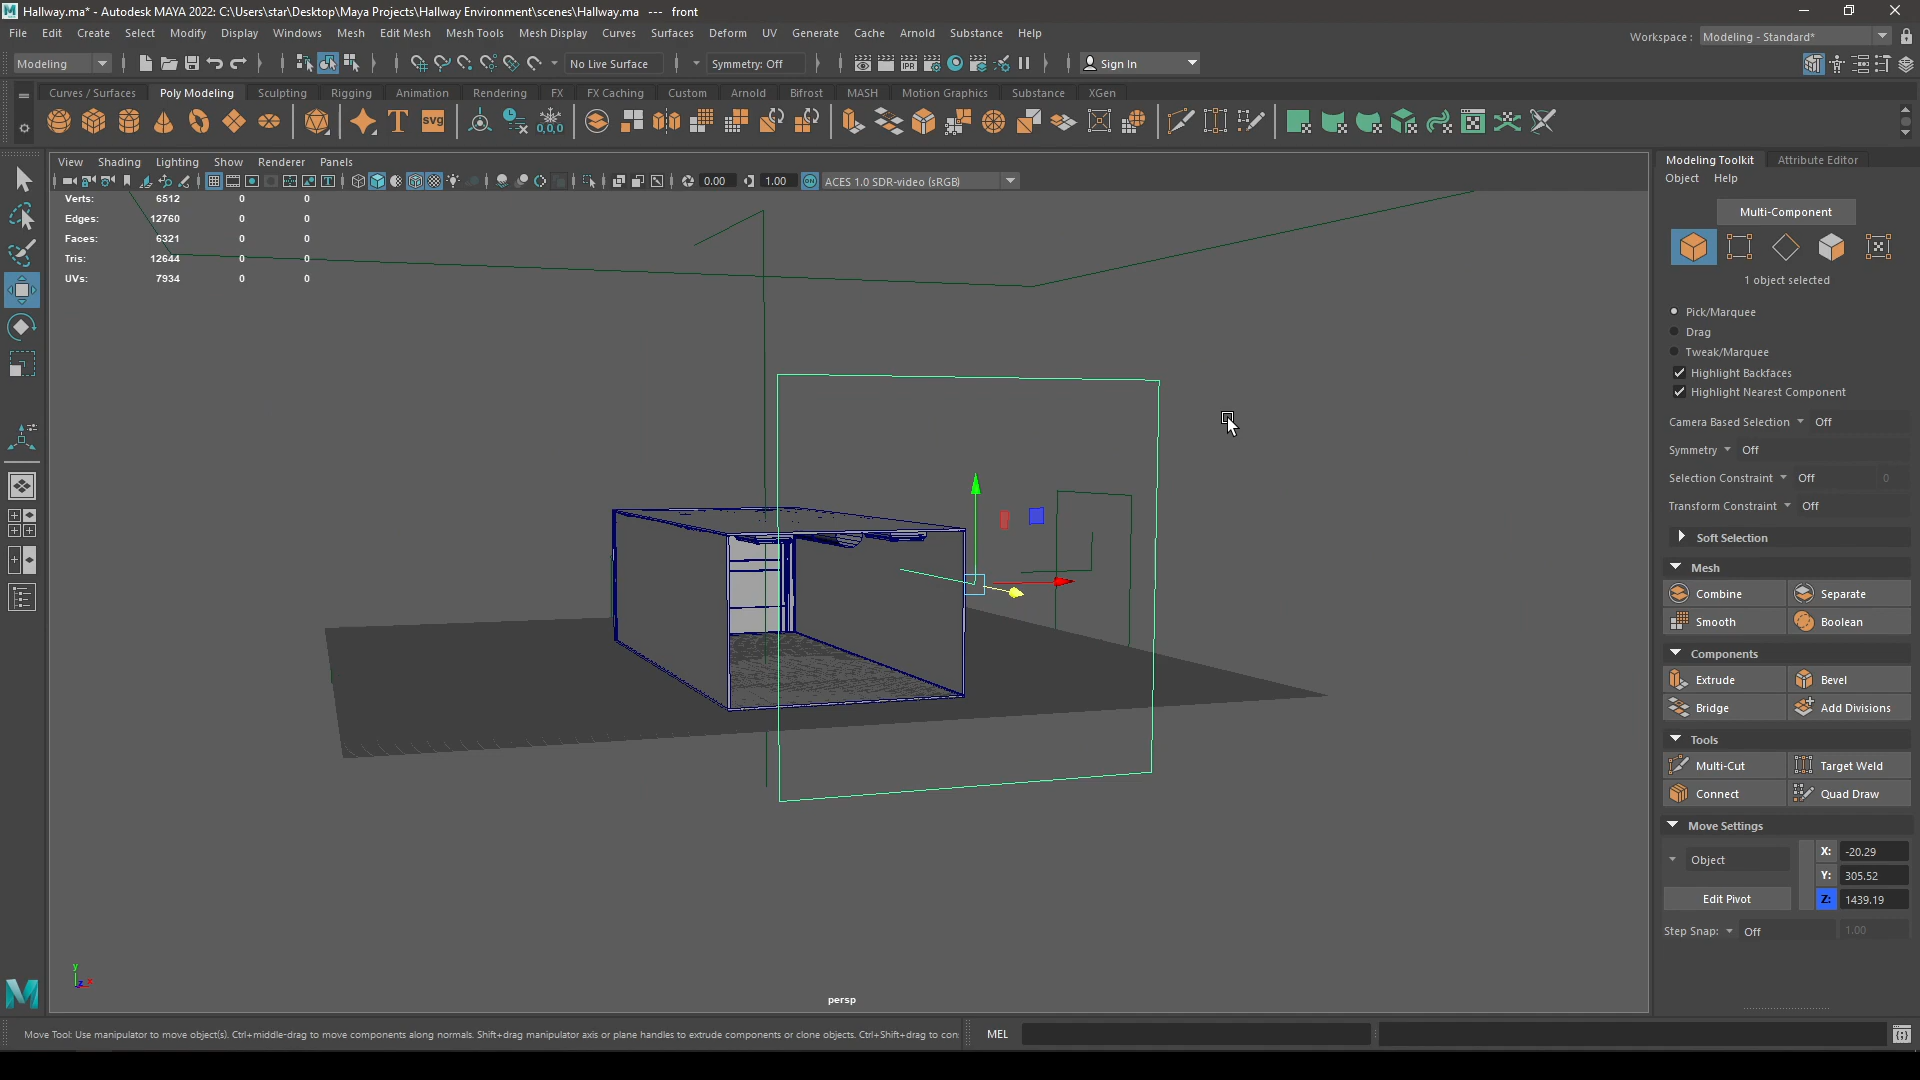 Hallway.ma* - Autodesk MAYA 2022: C:\Users\star\Desktop\Maya Projects\Hallway Environment\scenes\Hallway.ma --- front
File Edit Create Select Modify Display Windows Mesh Edit Mesh Mesh Tools Mesh Display Curves Surfaces Deform UV Generate Cache Arnold Substance Help
Workspace : Modeling - Standard*
Modeling No Live Surface Symmetry: Off Sign In
Curves / Surfaces Poly Modeling Sculpting Rigging Animation Rendering FX FX Caching Custom Arnold Bifrost MASH Motion Graphics Substance XGen
View Shading Lighting Show Renderer Panels
0.00 1.00 ACES 1.0 SDR-video (sRGB)
Verts: 6512 0 0
Edges: 12760 0 0
Faces: 6321 0 0
Tris: 12644 0 0
UVs: 7934 0 0
persp
Modeling Toolkit Attribute Editor
Object Help
Multi-Component
1 object selected
Pick/Marquee
Drag
Tweak/Marquee
Highlight Backfaces
Highlight Nearest Component
Camera Based Selection Off
Symmetry Off
Selection Constraint Off 0
Transform Constraint Off
Soft Selection
Mesh
Combine Separate
Smooth Boolean
Components
Extrude Bevel
Bridge Add Divisions
Tools
Multi-Cut Target Weld
Connect Quad Draw
Move Settings
Object X: -20.29
Y: 305.52
Edit Pivot Z: 1439.19
Step Snap: Off 1.00
Move Tool: Use manipulator to move object(s). Ctrl+middle-drag to move components along normals. Shift+drag manipulator axis or plane handles to extrude components or clone objects. Ctrl+Shift+drag to con
MEL